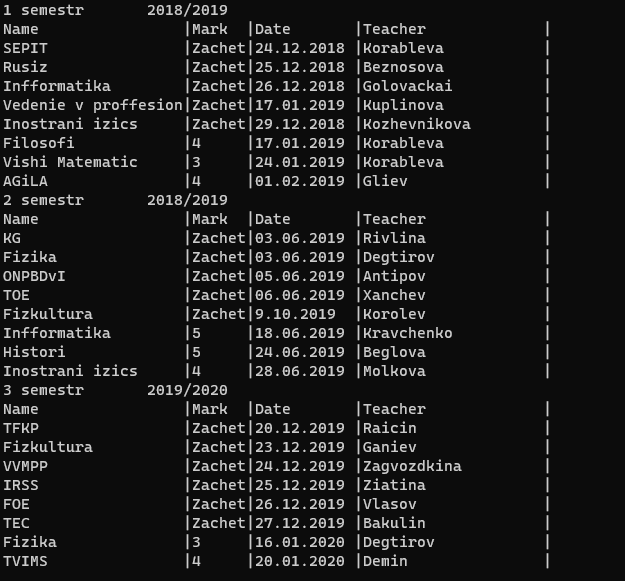 1 semestr       2018/2019
Name                |Mark  |Date       |Teacher             |
SEPIT               |Zachet|24.12.2018 |Korableva           |
Rusiz               |Zachet|25.12.2018 |Beznosova           |
Infformatika        |Zachet|26.12.2018 |Golovackai          |
Vedenie v proffesion|Zachet|17.01.2019 |Kuplinova           |
Inostrani izics     |Zachet|29.12.2018 |Kozhevnikova        |
Filosofi            |4     |17.01.2019 |Korableva           |
Vishi Matematic     |3     |24.01.2019 |Korableva           |
AGiLA               |4     |01.02.2019 |Gliev               |
2 semestr       2018/2019
Name                |Mark  |Date       |Teacher             |
KG                  |Zachet|03.06.2019 |Rivlina             |
Fizika              |Zachet|03.06.2019 |Degtirov            |
ONPBDvI             |Zachet|05.06.2019 |Antipov             |
TOE                 |Zachet|06.06.2019 |Xanchev             |
Fizkultura          |Zachet|9.10.2019  |Korolev             |
Infformatika        |5     |18.06.2019 |Kravchenko          |
Histori             |5     |24.06.2019 |Beglova             |
Inostrani izics     |4     |28.06.2019 |Molkova             |
3 semestr       2019/2020
Name                |Mark  |Date       |Teacher             |
TFKP                |Zachet|20.12.2019 |Raicin              |
Fizkultura          |Zachet|23.12.2019 |Ganiev              |
VVMPP               |Zachet|24.12.2019 |Zagvozdkina         |
IRSS                |Zachet|25.12.2019 |Ziatina             |
FOE                 |Zachet|26.12.2019 |Vlasov              |
TEC                 |Zachet|27.12.2019 |Bakulin             |
Fizika              |3     |16.01.2020 |Degtirov            |
TVIMS               |4     |20.01.2020 |Demin               |